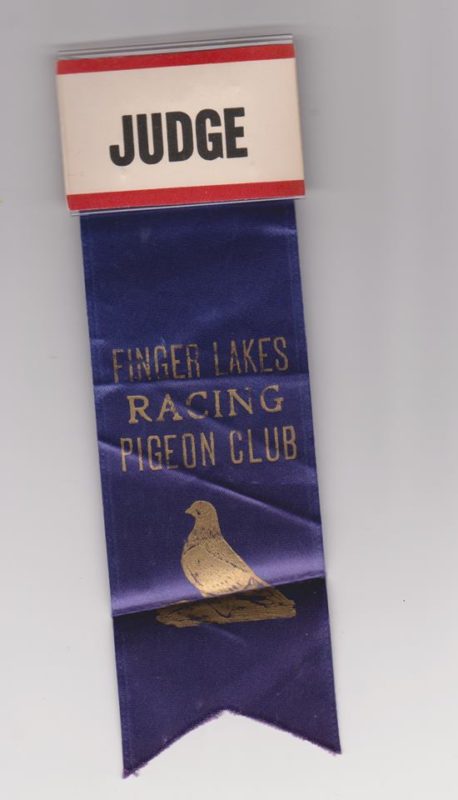 JUDGE
FINGER LAKES
RACING
PIGEON CLUB